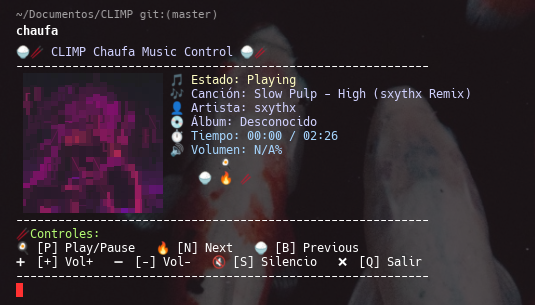 ~/Documentos/CLIMP git:(master)
chaufa
🍚🥢 CLIMP Chaufa Music Control 🍚🥢
-----------------------------------------------------------
🎵 Estado: Playing
🎶 Canción: Slow Pulp - High (sxythx Remix)
👤 Artista: sxythx
💿 Álbum: Desconocido
⏱️ Tiempo: 00:00 / 02:26
🔊 Volumen: N/A%
🍳
🍚 🔥 🥢
-----------------------------------------------------------
🥢Controles:
🍳 [P] Play/Pause 🔥 [N] Next 🍚 [B] Previous
➕ [+] Vol+ ➖ [-] Vol- 🔇 [S] Silencio ✖️ [Q] Salir
-----------------------------------------------------------